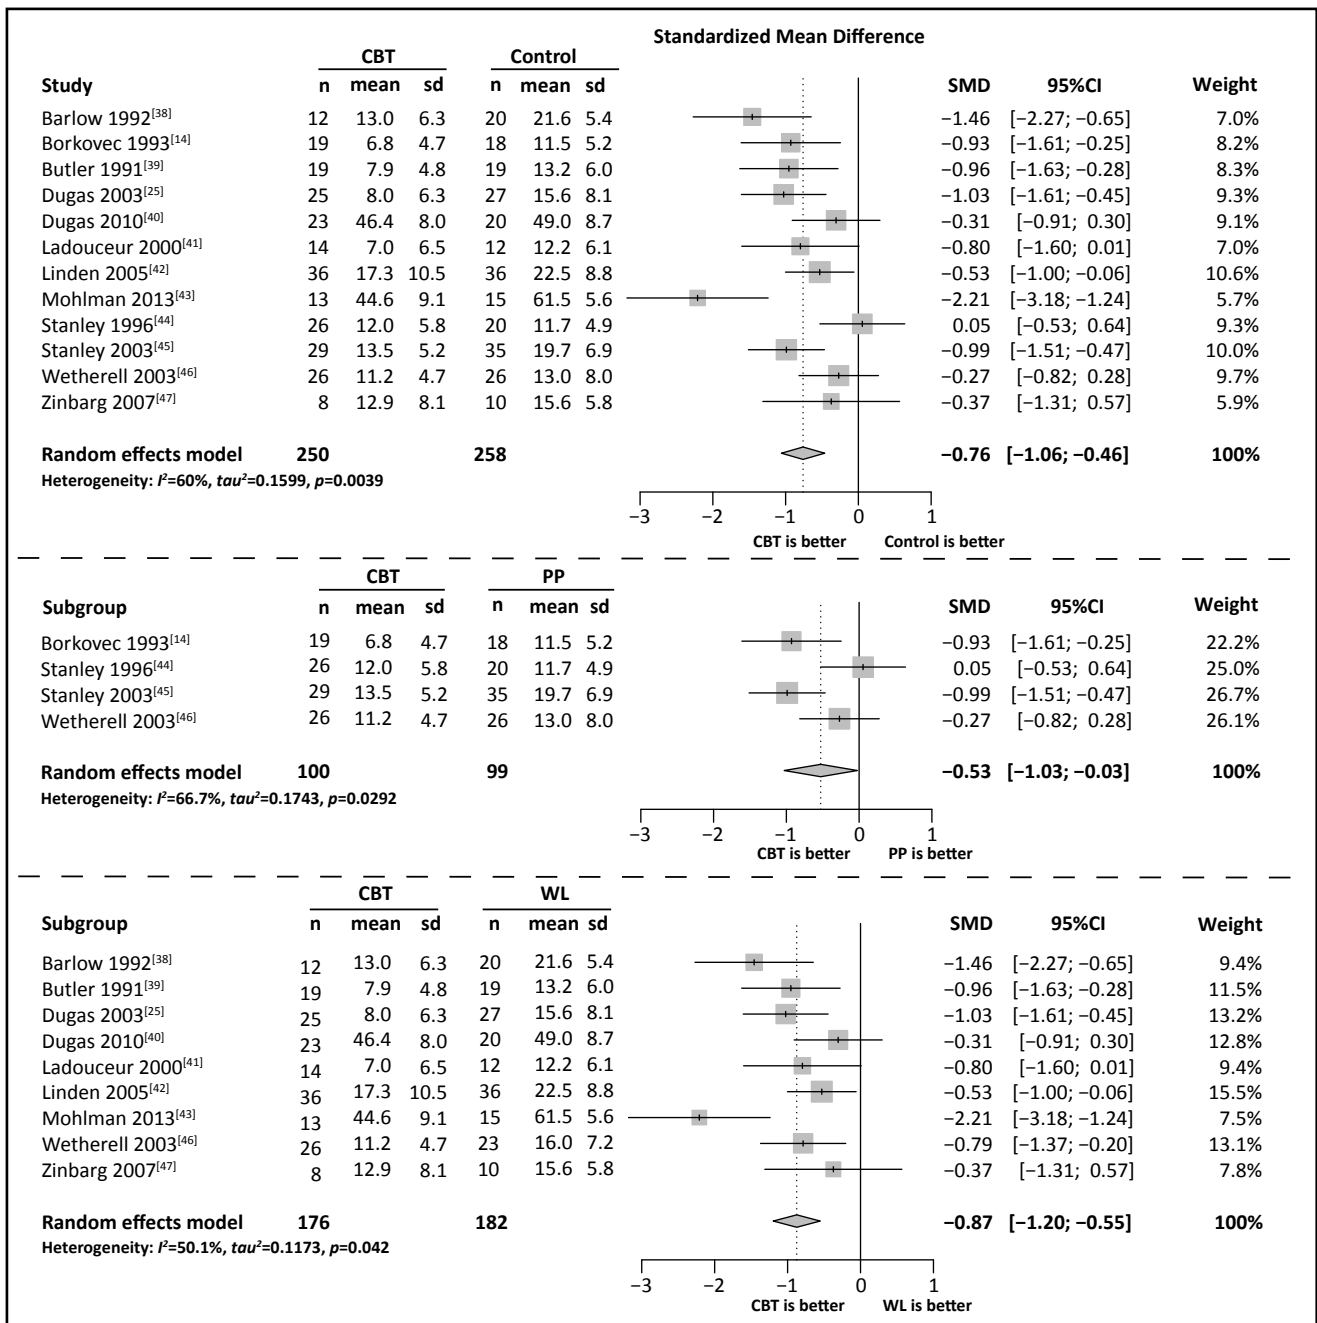 Standardized Mean Difference
CBT Control
Study n mean sd n mean sd SMD 95%CI Weight
Barlow 1992[38] 12 13.0 6.3 20 21.6 5.4 −1.46 [−2.27; −0.65] 7.0%
Borkovec 1993[14] 19 6.8 4.7 18 11.5 5.2 −0.93 [−1.61; −0.25] 8.2%
Butler 1991[39] 19 7.9 4.8 19 13.2 6.0 −0.96 [−1.63; −0.28] 8.3%
Dugas 2003[25] 25 8.0 6.3 27 15.6 8.1 −1.03 [−1.61; −0.45] 9.3%
Dugas 2010[40] 23 46.4 8.0 20 49.0 8.7 −0.31 [−0.91; 0.30] 9.1%
Ladouceur 2000[41] 14 7.0 6.5 12 12.2 6.1 −0.80 [−1.60; 0.01] 7.0%
Linden 2005[42] 36 17.3 10.5 36 22.5 8.8 −0.53 [−1.00; −0.06] 10.6%
Mohlman 2013[43] 13 44.6 9.1 15 61.5 5.6 −2.21 [−3.18; −1.24] 5.7%
Stanley 1996[44] 26 12.0 5.8 20 11.7 4.9 0.05 [−0.53; 0.64] 9.3%
Stanley 2003[45] 29 13.5 5.2 35 19.7 6.9 −0.99 [−1.51; −0.47] 10.0%
Wetherell 2003[46] 26 11.2 4.7 26 13.0 8.0 −0.27 [−0.82; 0.28] 9.7%
Zinbarg 2007[47] 8 12.9 8.1 10 15.6 5.8 −0.37 [−1.31; 0.57] 5.9%
Random effects model 250 258 −0.76 [−1.06; −0.46] 100%
Heterogeneity: I²=60%, tau²=0.1599, p=0.0039
−3 −2 −1 0 1
CBT is better Control is better
CBT PP
Subgroup n mean sd n mean sd SMD 95%CI Weight
Borkovec 1993[14] 19 6.8 4.7 18 11.5 5.2 −0.93 [−1.61; −0.25] 22.2%
Stanley 1996[44] 26 12.0 5.8 20 11.7 4.9 0.05 [−0.53; 0.64] 25.0%
Stanley 2003[45] 29 13.5 5.2 35 19.7 6.9 −0.99 [−1.51; −0.47] 26.7%
Wetherell 2003[46] 26 11.2 4.7 26 13.0 8.0 −0.27 [−0.82; 0.28] 26.1%
Random effects model 100 99 −0.53 [−1.03; −0.03] 100%
Heterogeneity: I²=66.7%, tau²=0.1743, p=0.0292
−3 −2 −1 0 1
CBT is better PP is better
CBT WL
Subgroup n mean sd n mean sd SMD 95%CI Weight
Barlow 1992[38] 12 13.0 6.3 20 21.6 5.4 −1.46 [−2.27; −0.65] 9.4%
Butler 1991[39] 19 7.9 4.8 19 13.2 6.0 −0.96 [−1.63; −0.28] 11.5%
Dugas 2003[25] 25 8.0 6.3 27 15.6 8.1 −1.03 [−1.61; −0.45] 13.2%
Dugas 2010[40] 23 46.4 8.0 20 49.0 8.7 −0.31 [−0.91; 0.30] 12.8%
Ladouceur 2000[41] 14 7.0 6.5 12 12.2 6.1 −0.80 [−1.60; 0.01] 9.4%
Linden 2005[42] 36 17.3 10.5 36 22.5 8.8 −0.53 [−1.00; −0.06] 15.5%
Mohlman 2013[43] 13 44.6 9.1 15 61.5 5.6 −2.21 [−3.18; −1.24] 7.5%
Wetherell 2003[46] 26 11.2 4.7 23 16.0 7.2 −0.79 [−1.37; −0.20] 13.1%
Zinbarg 2007[47] 8 12.9 8.1 10 15.6 5.8 −0.37 [−1.31; 0.57] 7.8%
Random effects model 176 182 −0.87 [−1.20; −0.55] 100%
Heterogeneity: I²=50.1%, tau²=0.1173, p=0.042
−3 −2 −1 0 1
CBT is better WL is better